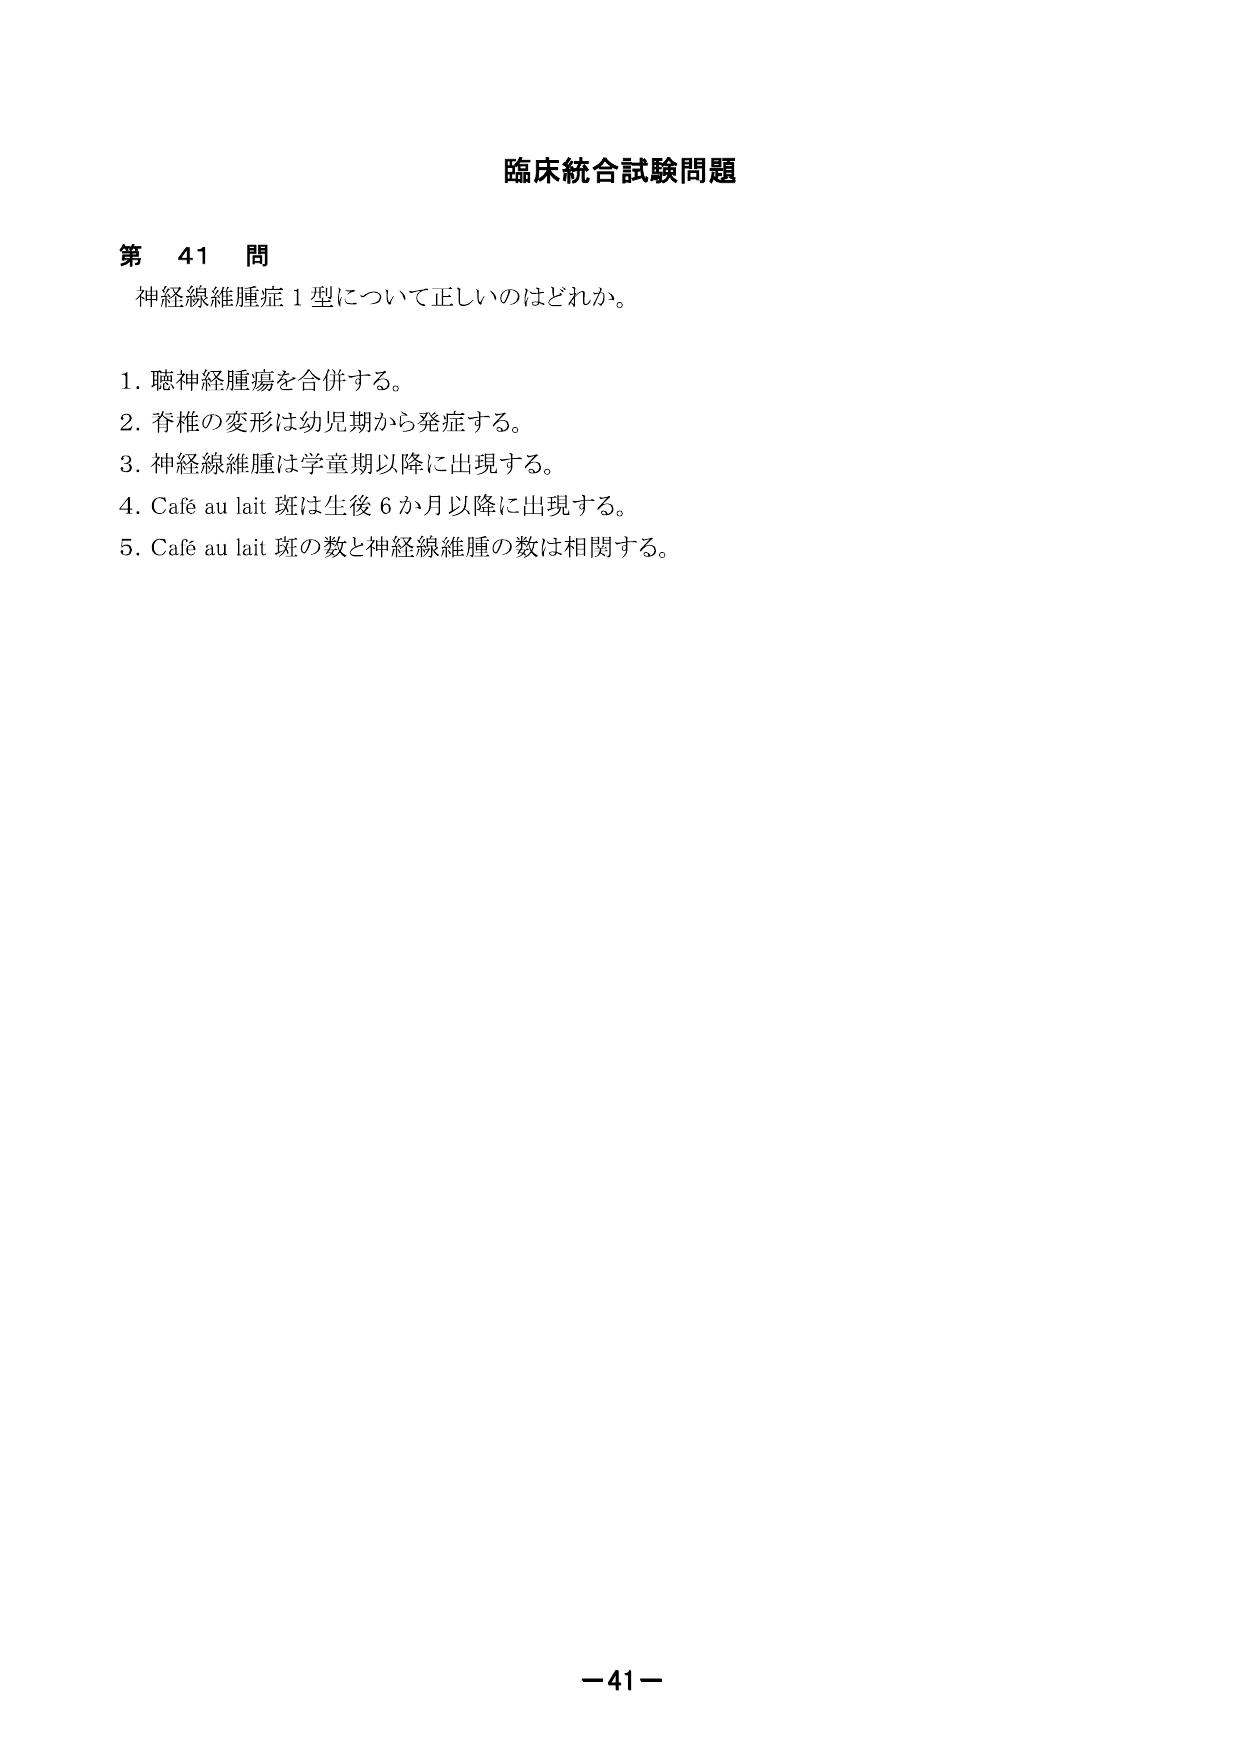 臨床統合試験問題
第 41 問
神経線維腫症 1 型について正しいのはどれか。
1. 聴神経腫瘍を合併する。
2. 脊椎の変形は幼児期から発症する。
3. 神経線維腫は学童期以降に出現する。
4. Café au lait 斑は生後 6 か月以降に出現する。
5. Café au lait 斑の数と神経線維腫の数は相関する。
－41－